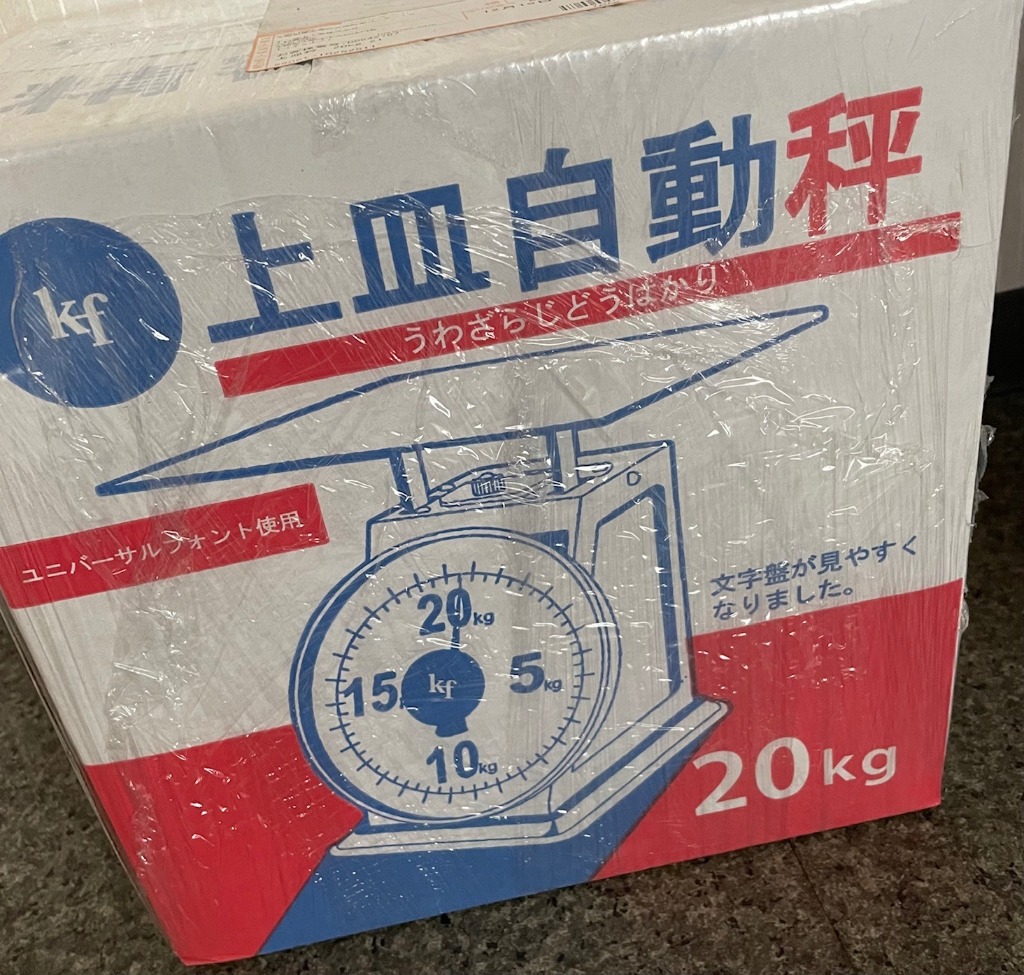 上皿自動秤
うわざらじどうばかり
kf
ユニバーサルフォント使用
文字盤が見やすく
なりました。
20kg
15
kf
5kg
10kg
20kg